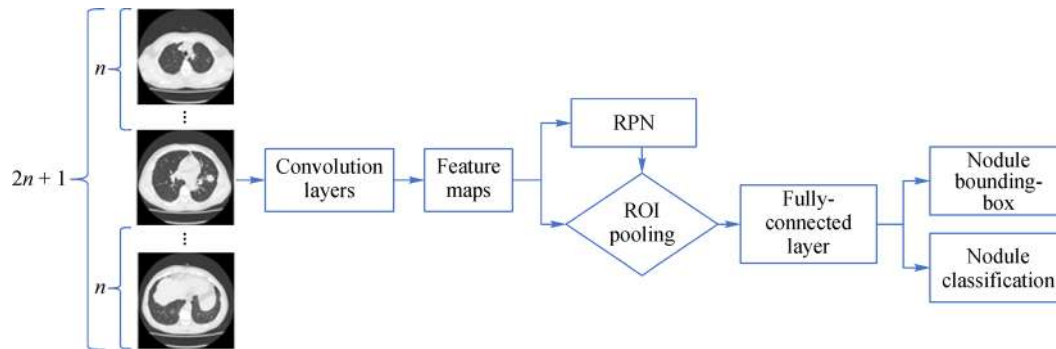 2n + 1
n
n
Convolution
layers
Feature
maps
RPN
ROI
pooling
Fully-
connected
layer
Nodule
bounding-
box
Nodule
classification